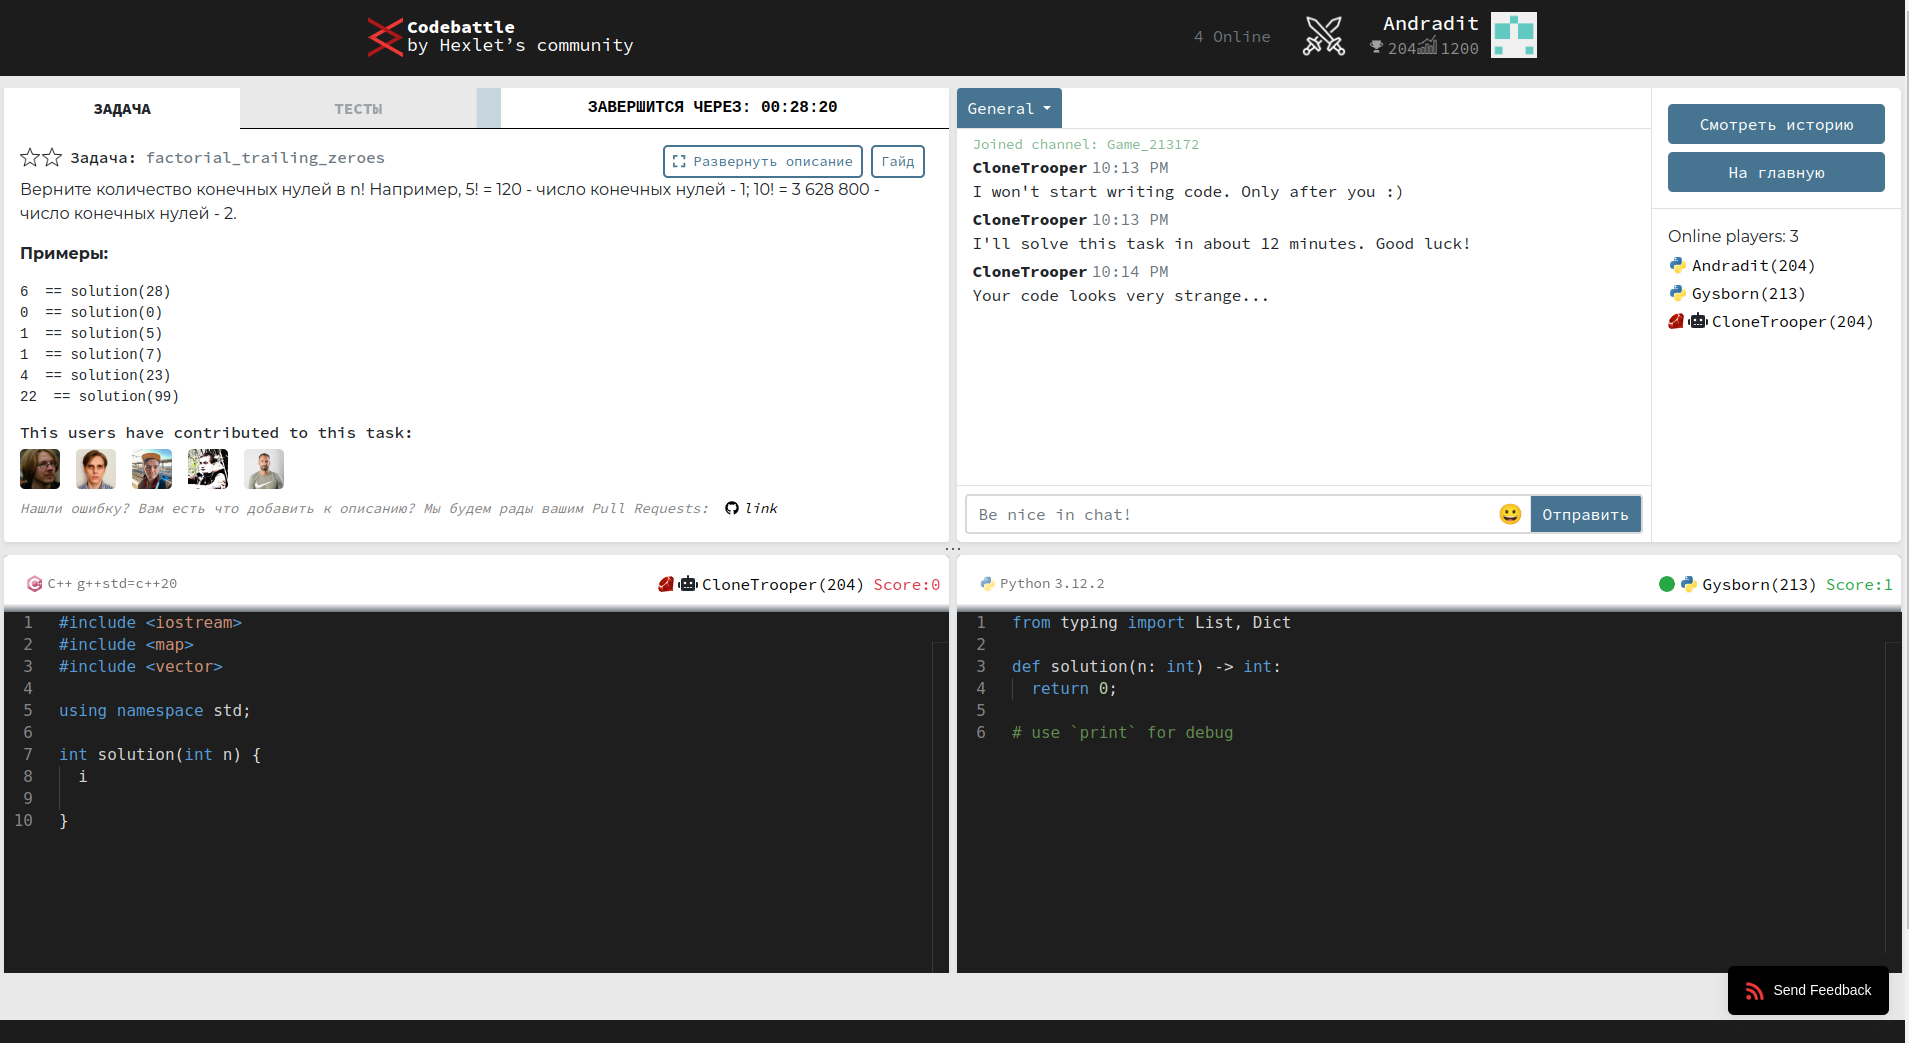 Codebattle
by Hexlet’s community
4 Online
Andradit
204 1200
ЗАДАЧА
ТЕСТЫ
ЗАВЕРШИТСЯ ЧЕРЕЗ: 00:28:20
Задача: factorial_trailing_zeroes
Развернуть описание
Гайд
Верните количество конечных нулей в n! Например, 5! = 120 - число конечных нулей - 1; 10! = 3 628 800 -
число конечных нулей - 2.
Примеры:
6  == solution(28)
0  == solution(0)
1  == solution(5)
1  == solution(7)
4  == solution(23)
22  == solution(99)
This users have contributed to this task:
Нашли ошибку? Вам есть что добавить к описанию? Мы будем рады вашим Pull Requests: link
General
Joined channel: Game_213172
CloneTrooper 10:13 PM
I won't start writing code. Only after you :)
CloneTrooper 10:13 PM
I'll solve this task in about 12 minutes. Good luck!
CloneTrooper 10:14 PM
Your code looks very strange...
Be nice in chat!
Отправить
Смотреть историю
На главную
Online players: 3
Andradit(204)
Gysborn(213)
CloneTrooper(204)
C++ g++std=c++20
CloneTrooper(204) Score:0
1 #include <iostream>
2 #include <map>
3 #include <vector>
4
5 using namespace std;
6
7 int solution(int n) {
8   i
9
10 }
Python 3.12.2
Gysborn(213) Score:1
1 from typing import List, Dict
2
3 def solution(n: int) -> int:
4   return 0;
5
6 # use `print` for debug
Send Feedback